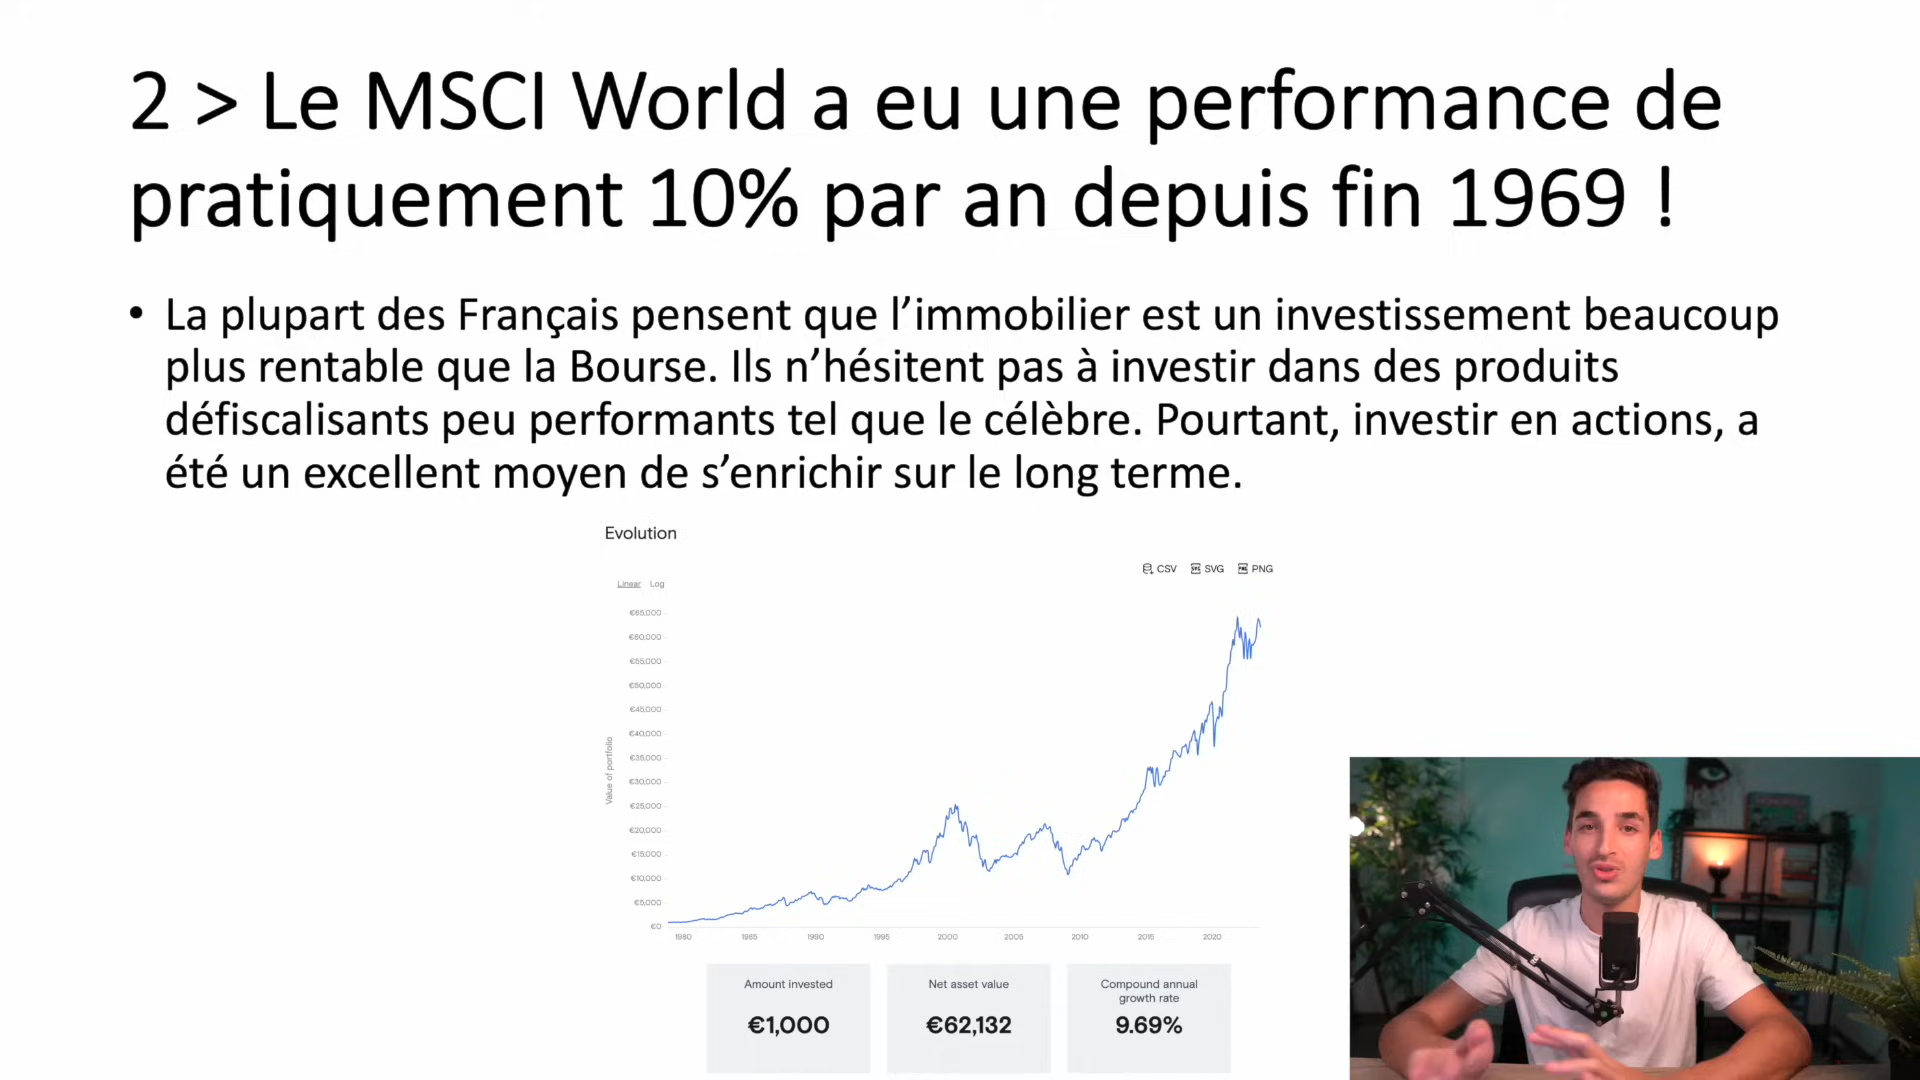 2 > Le MSCI World a eu une performance de
pratiquement 10% par an depuis fin 1969 !
• La plupart des Français pensent que l’immobilier est un investissement beaucoup
plus rentable que la Bourse. Ils n’hésitent pas à investir dans des produits
défiscalisants peu performants tel que le célèbre. Pourtant, investir en actions, a
été un excellent moyen de s’enrichir sur le long terme.
Evolution
CSV SVG PNG
Linear Log
€65,000
€60,000
€55,000
€50,000
€45,000
€40,000
€35,000
€30,000
€25,000
€20,000
€15,000
€10,000
€5,000
€0
Value of portfolio
1980 1985 1990 1995 2000 2005 2010 2015 2020
Amount invested
€1,000
Net asset value
€62,132
Compound annual
growth rate
9.69%